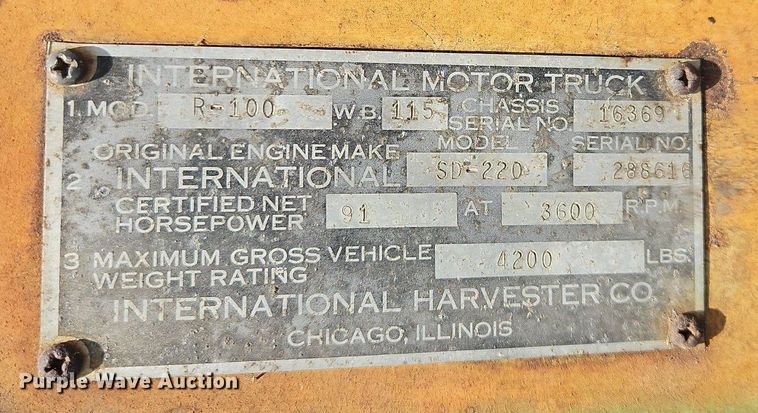 INTERNATIONAL MOTOR TRUCK
1. MOD. R-100 W.B. 115 CHASSIS SERIAL NO. 16369
ORIGINAL ENGINE MAKE MODEL SERIAL NO.
2 INTERNATIONAL SD-220 288616
CERTIFIED NET HORSEPOWER 91 AT 3600 R.P.M.
3 MAXIMUM GROSS VEHICLE WEIGHT RATING 4200 LBS.
INTERNATIONAL HARVESTER CO.
CHICAGO, ILLINOIS
Purple Wave Auction